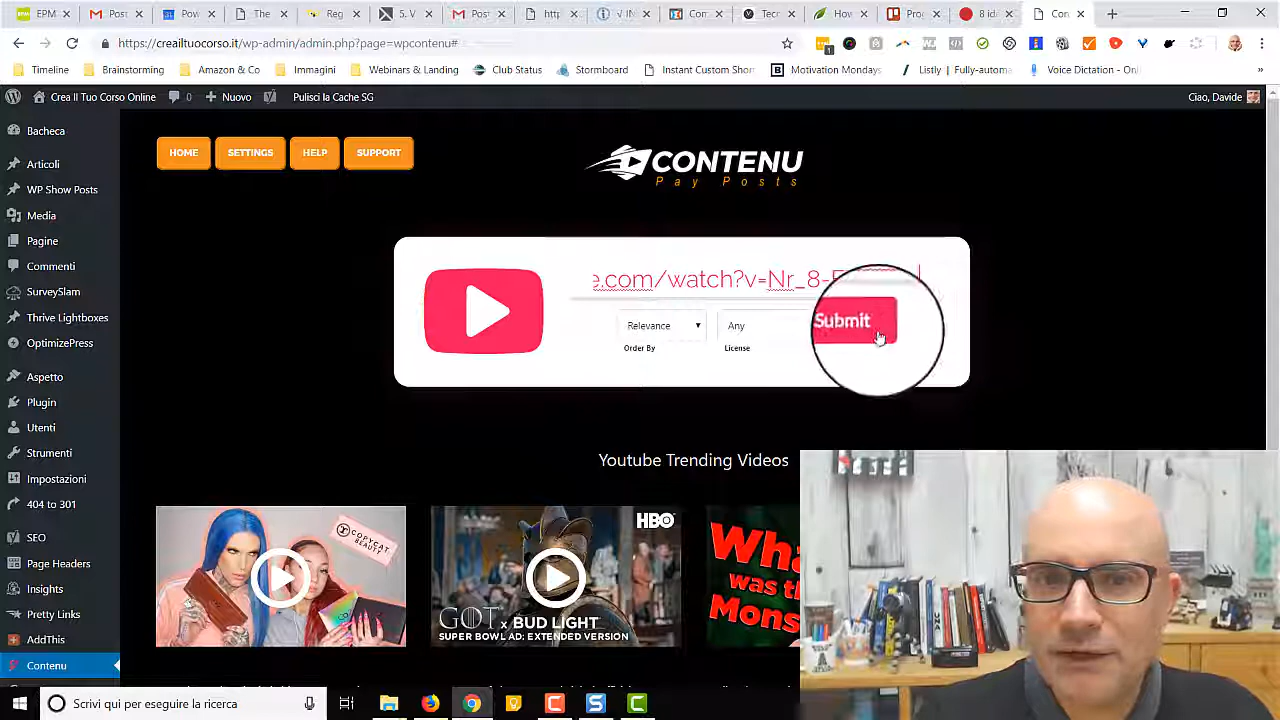 EPM
Post
Pow
The
Reg
5. V
Post
http
Con
Tech
How
Prog
8 id
Con
https://creailtuocorso.it/wp-admin/admin.php?page=wpcontenu#
Timeline
Brainstorming
Amazon & Co
Immagii
Webinars & Landing
Club Status
Stormboard
Instant Custom Shor
Motivation Mondays
Listly | Fully-automa
Voice Dictation - Onl
Crea Il Tuo Corso Online
0
Nuovo
Pulisci la Cache SG
Ciao, Davide
Bacheca
Articoli
WP Show Posts
Media
Pagine
Commenti
SurveySlam
Thrive Lightboxes
OptimizePress
Aspetto
Plugin
Utenti
Strumenti
Impostazioni
404 to 301
Page Headers
Insights
Pretty Links
AddThis
Contenu
HOME
SETTINGS
HELP
SUPPORT
CONTENU
Pay Posts
e.com/watch?v=Nr_8-
Relevance
Any
Submit
Order By
License
Youtube Trending Videos
COPYCAT
BEAUTY
HBO
GOT x BUD LIGHT
SUPER BOWL AD: EXTENDED VERSION
Wha
was th
Mons
Scrivi qui per eseguire la ricerca